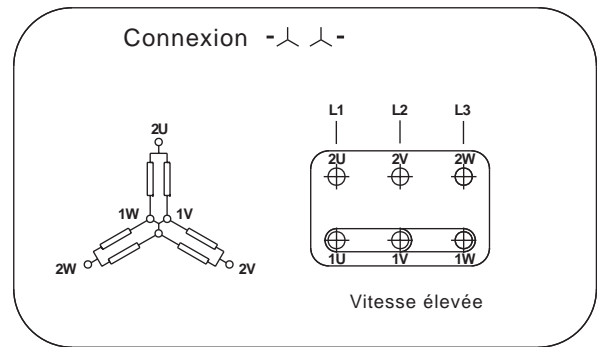 Connexion
L1 L2 L3
2U
2U 2V 2W
1W 1V
2W 2V
1U 1V 1W
Vitesse élevée